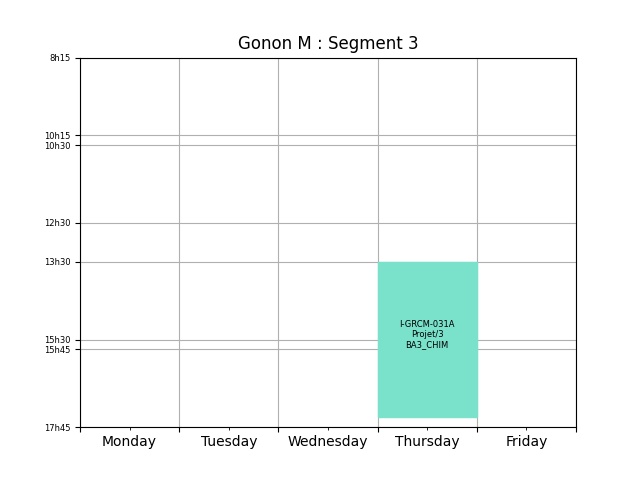 Gonon M : Segment 3
8h15
10h15
10h30
12h30
13h30
I-GRCM-031A
Projet/3
BA3_CHIM
15h30
15h45
17h45
Monday
Tuesday
Wednesday
Thursday
Friday